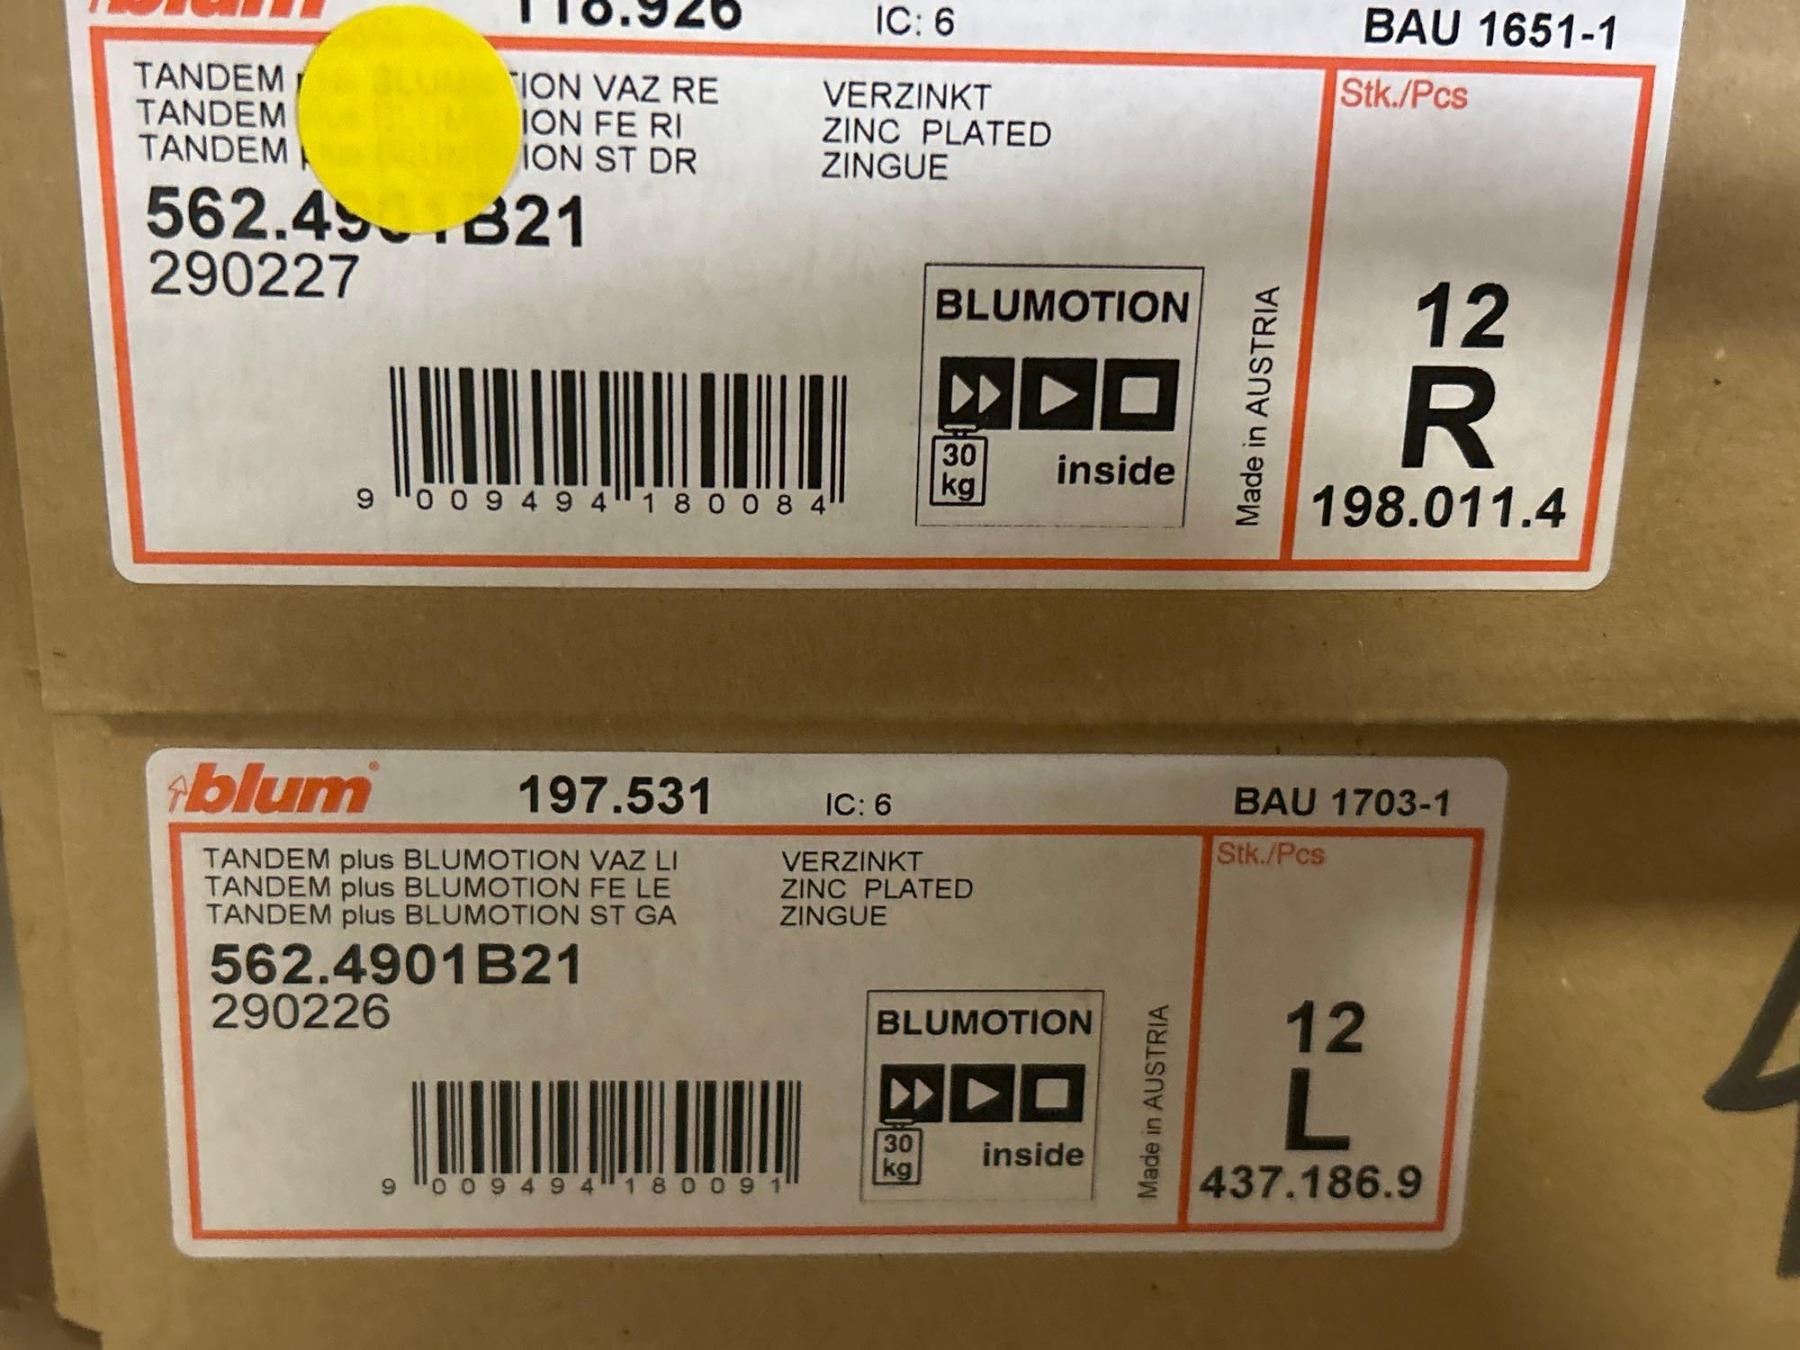 blum 118.926 IC: 6 BAU 1651-1
TANDEM BLUMOTION VAZ RE VERZINKT Stk./Pcs
TANDEM ION FE RI ZINC PLATED
TANDEM ION ST DR ZINGUE
562.4901B21
290227
BLUMOTION
12
R
30
kg
inside
Made in AUSTRIA
198.011.4
9 009494 180084
blum® 197.531 IC: 6 BAU 1703-1
TANDEM plus BLUMOTION VAZ LI VERZINKT Stk./Pcs
TANDEM plus BLUMOTION FE LE ZINC PLATED
TANDEM plus BLUMOTION ST GA ZINGUE
562.4901B21
290226
BLUMOTION
12
L
30
kg
inside
Made in AUSTRIA
437.186.9
9 009494 180091